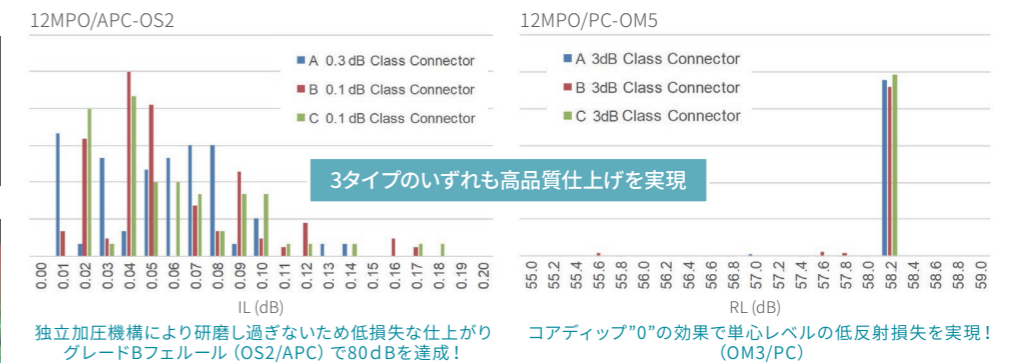 12MPO/APC-OS2
A 0.3 dB Class Connector
B 0.1 dB Class Connector
C 0.1 dB Class Connector
12MPO/PC-OM5
A 3dB Class Connector
B 3dB Class Connector
C 3dB Class Connector
3タイプのいずれも高品質仕上げを実現
0.00 0.01 0.02 0.03 0.04 0.05 0.06 0.07 0.08 0.09 0.10 0.11 0.12 0.13 0.14 0.15 0.16 0.17 0.18 0.19 0.20
IL (dB)
55.0 55.2 55.4 55.6 55.8 56.0 56.2 56.4 56.6 56.8 57.0 57.2 57.4 57.6 57.8 58.0 58.2 58.4 58.6 58.8 59.0
RL (dB)
独立加圧機構により研磨し過ぎないため低損失な仕上がり
グレードBフェルール（OS2/APC）で80dBを達成！
コアディップ”0”の効果で単心レベルの低反射損失を実現！
（OM3/PC）